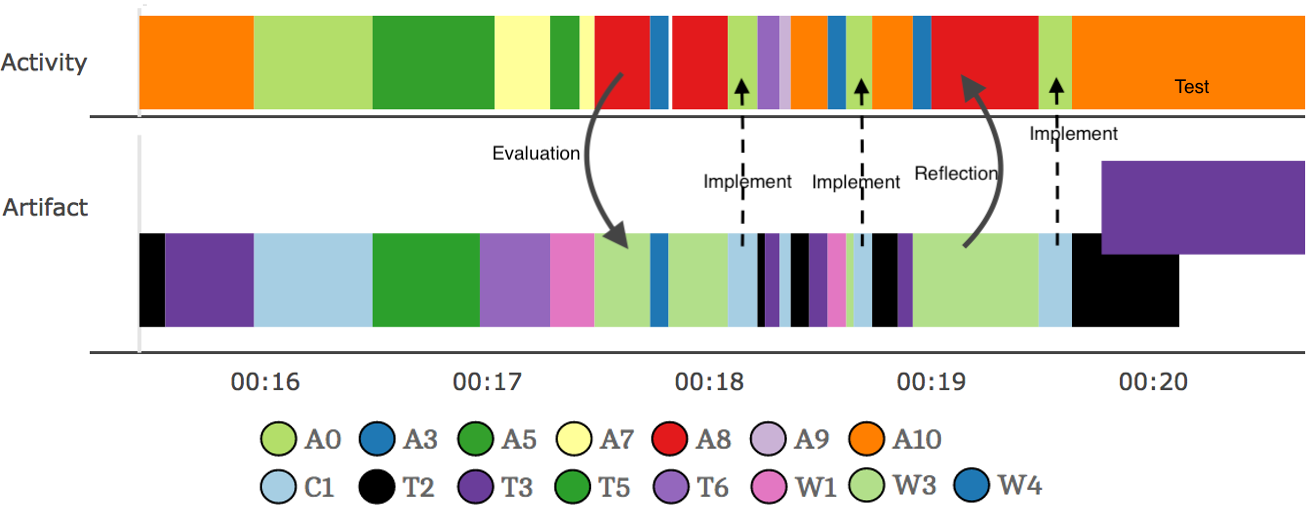 Activity
Test
Evaluation
Implement
Implement
Reflection
Implement
Artifact
00:16 00:17 00:18 00:19 00:20
A0 A3 A5 A7 A8 A9 A10
C1 T2 T3 T5 T6 W1 W3 W4